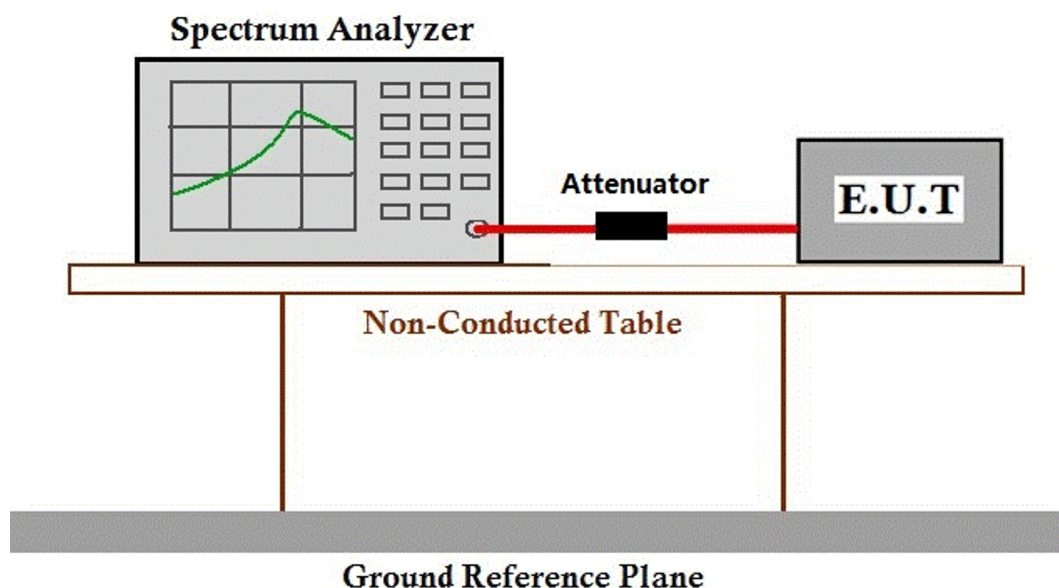 Spectrum Analyzer
Attenuator
E.U.T
Non-Conducted Table
Ground Reference Plane